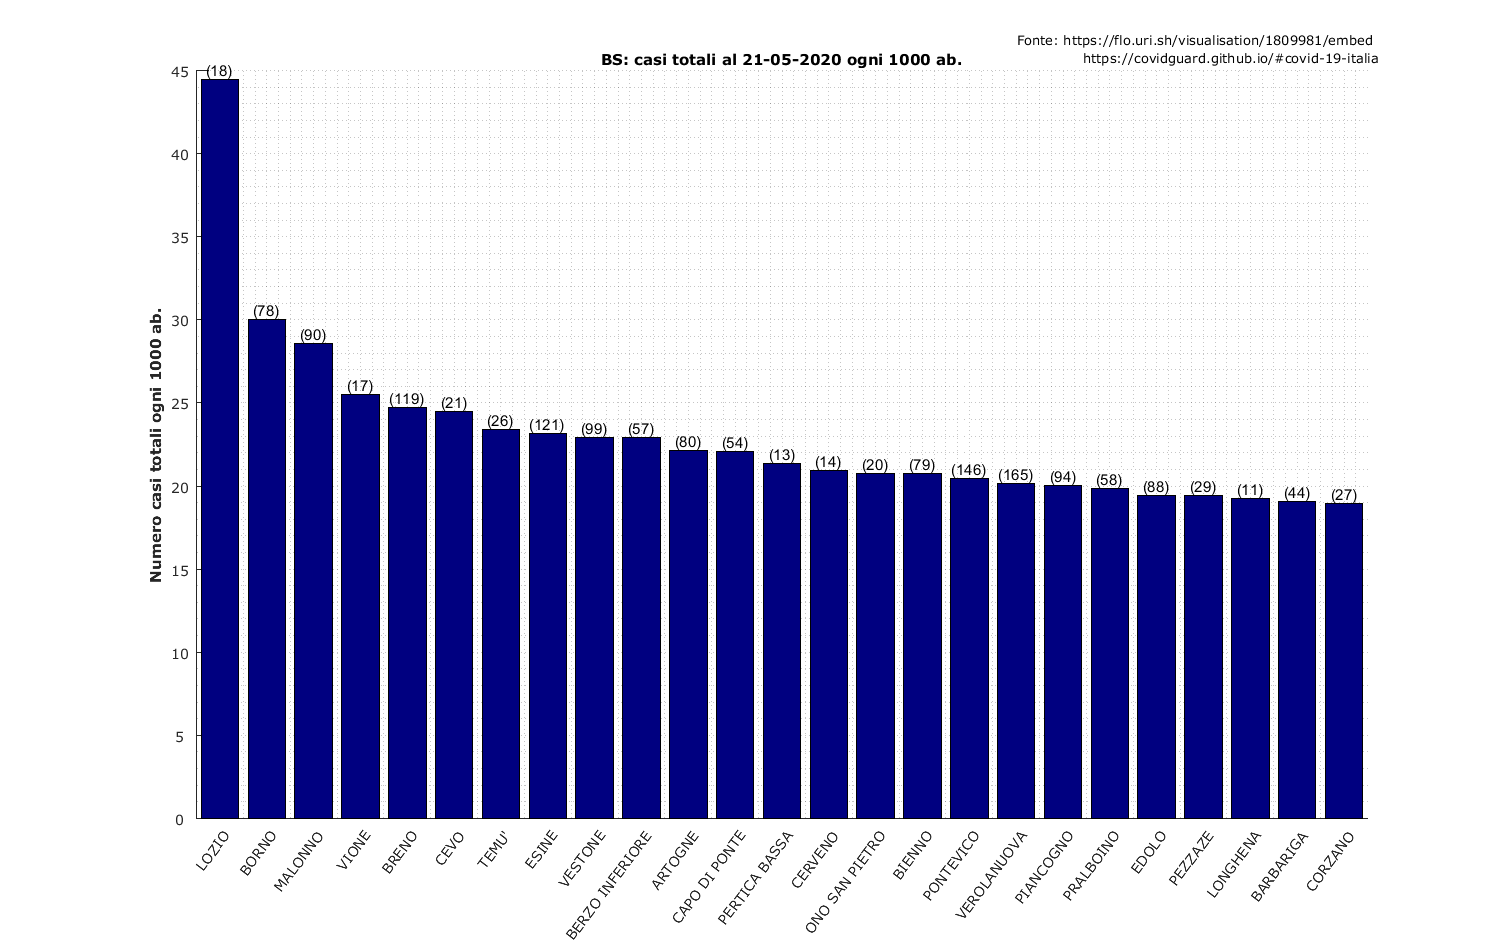 Fonte: https://flo.uri.sh/visualisation/1809981/embed
https://covidguard.github.io/#covid-19-italia
BS: casi totali al 21-05-2020 ogni 1000 ab.
Numero casi totali ogni 1000 ab.
45
40
35
30
25
20
15
10
5
0
(18)
(78)
(90)
(17)
(119)
(21)
(26)
(121)
(99)
(57)
(80)
(54)
(13)
(14)
(20)
(79)
(146)
(165)
(94)
(58)
(88)
(29)
(11)
(44)
(27)
LOZIO
BORNO
MALONNO
VIONE
BRENO
CEVO
TEMU'
ESINE
VESTONE
BERZO INFERIORE
ARTOGNE
CAPO DI PONTE
PERTICA BASSA
CERVENO
ONO SAN PIETRO
BIENNO
PONTEVICO
VEROLANUOVA
PIANCOGNO
PRALBOINO
EDOLO
PEZZAZE
LONGHENA
BARBARIGA
CORZANO